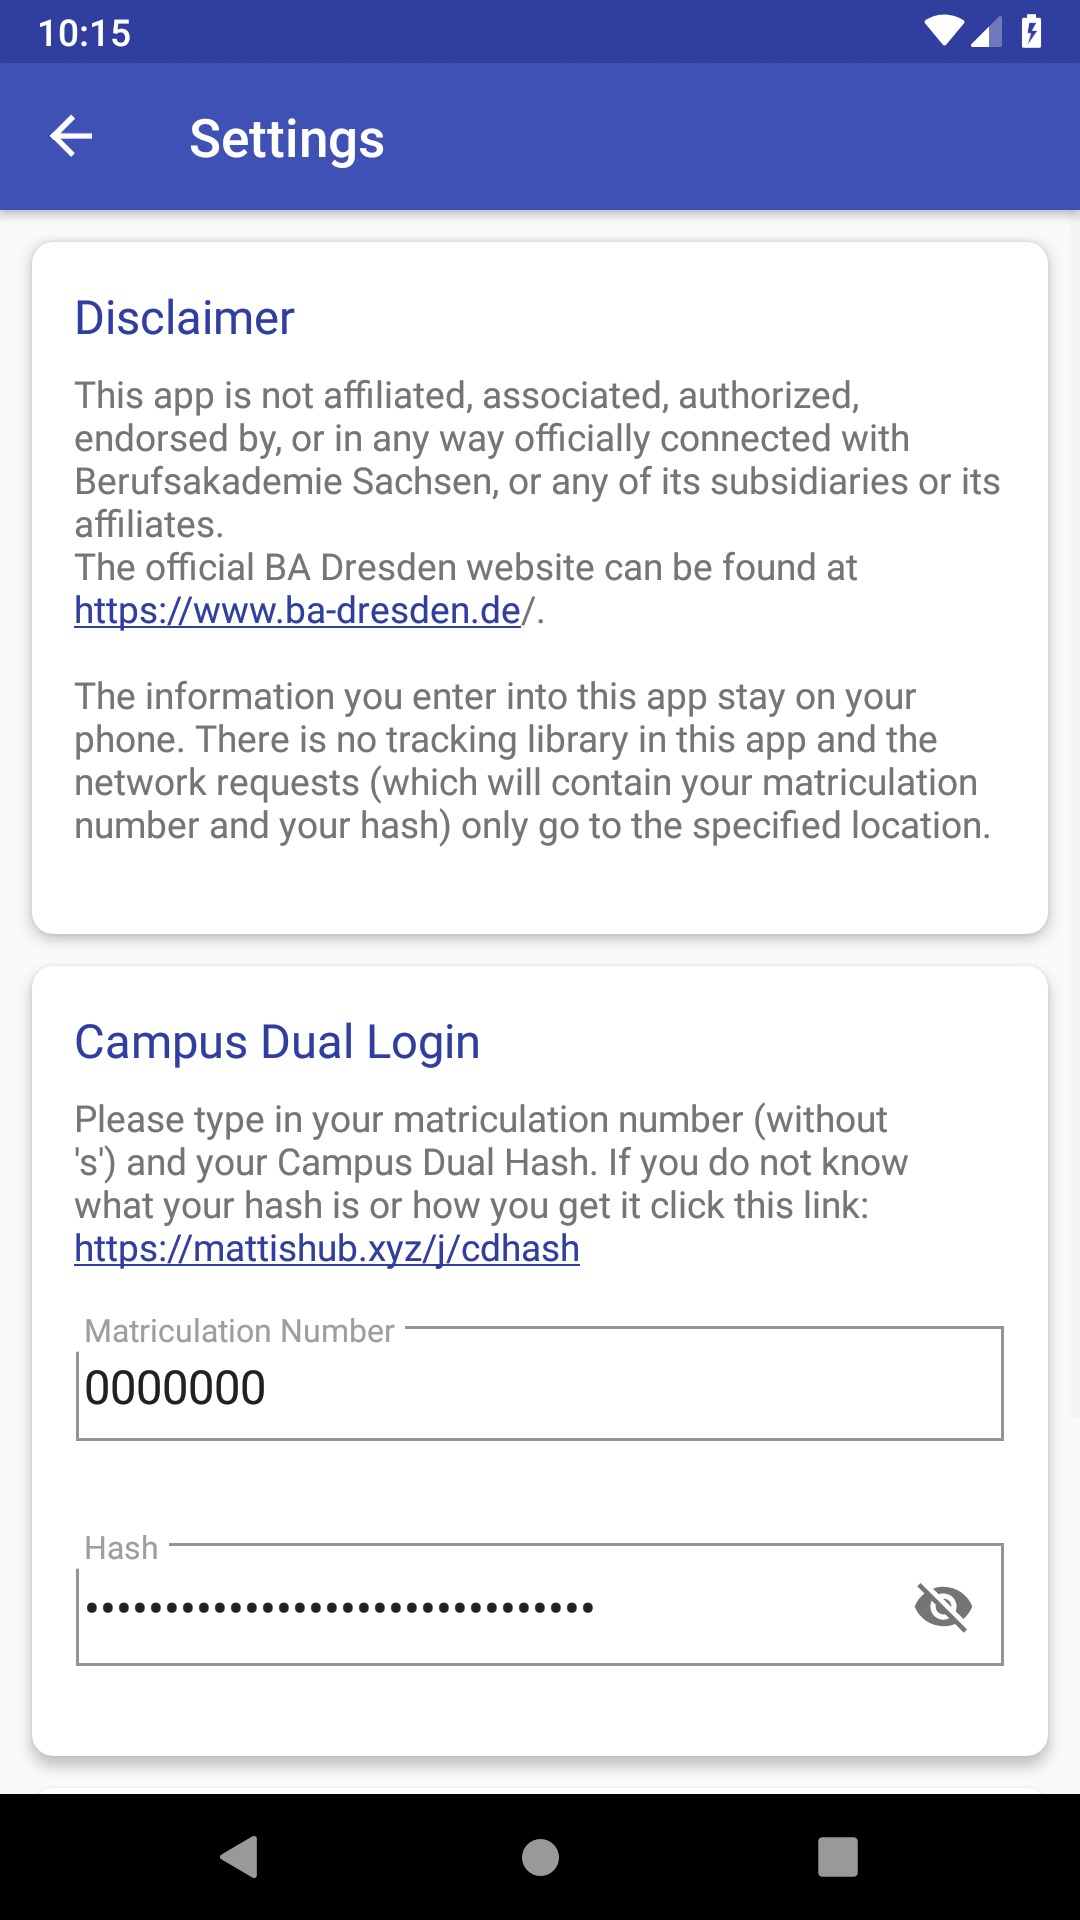 10:15
Settings
Disclaimer
This app is not affiliated, associated, authorized,
endorsed by, or in any way officially connected with
Berufsakademie Sachsen, or any of its subsidiaries or its
affiliates.
The official BA Dresden website can be found at
https://www.ba-dresden.de/.
The information you enter into this app stay on your
phone. There is no tracking library in this app and the
network requests (which will contain your matriculation
number and your hash) only go to the specified location.
Campus Dual Login
Please type in your matriculation number (without
's') and your Campus Dual Hash. If you do not know
what your hash is or how you get it click this link:
https://mattishub.xyz/j/cdhash
Matriculation Number
0000000
Hash
••••••••••••••••••••••••••••••••